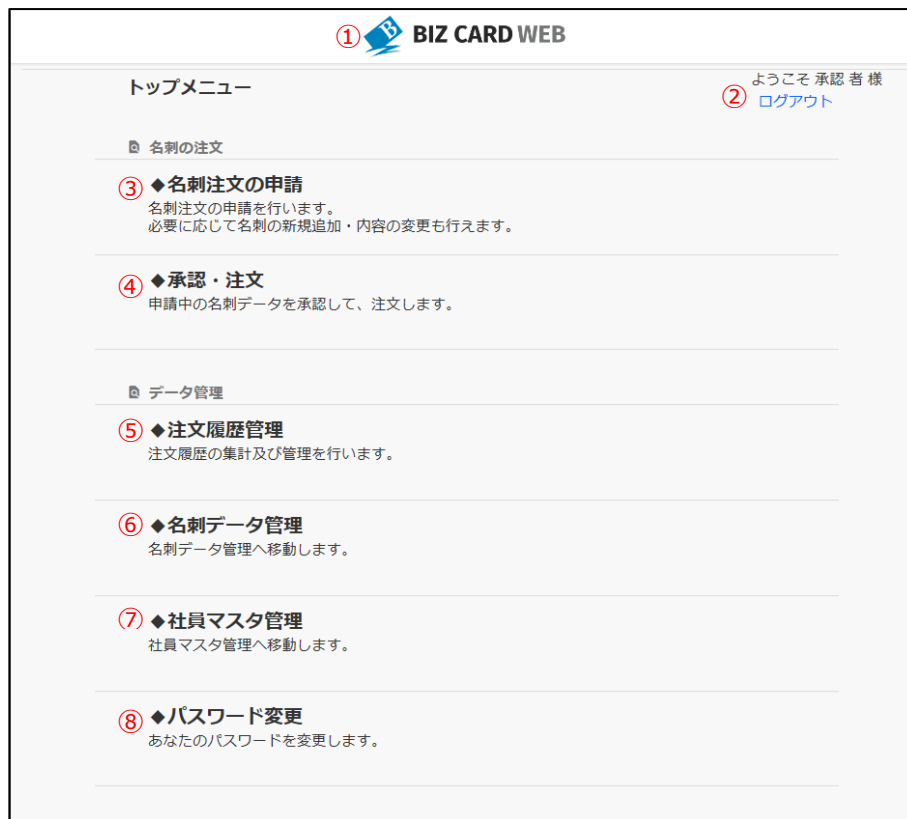 ① BIZ CARD WEB
トップメニュー
ようこそ 承認 者 様
② ログアウト
名刺の注文
③ ◆名刺注文の申請
名刺注文の申請を行います。
必要に応じて名刺の新規追加・内容の変更も行えます。
④ ◆承認・注文
申請中の名刺データを承認して、注文します。
データ管理
⑤ ◆注文履歴管理
注文履歴の集計及び管理を行います。
⑥ ◆名刺データ管理
名刺データ管理へ移動します。
⑦ ◆社員マスタ管理
社員マスタ管理へ移動します。
⑧ ◆パスワード変更
あなたのパスワードを変更します。